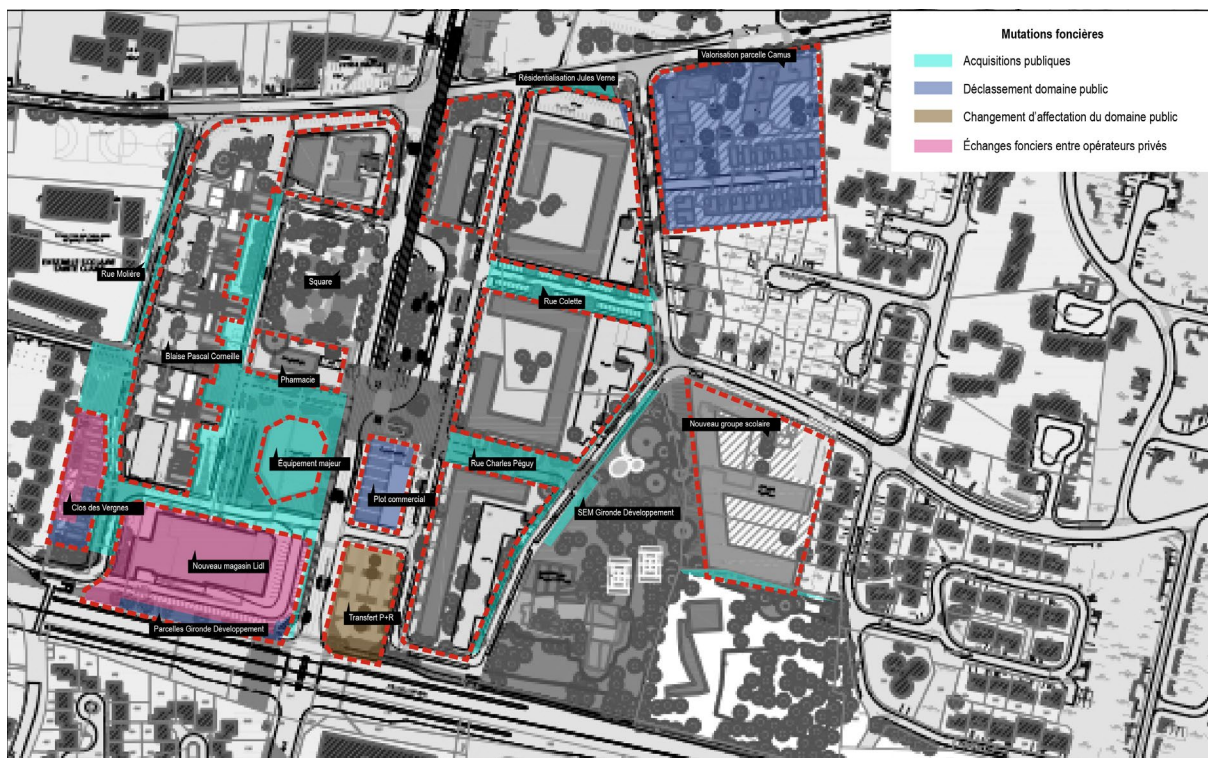 Mutations foncières
Acquisitions publiques
Déclassement domaine public
Changement d'affectation du domaine public
Échanges fonciers entre opérateurs privés
Valorisation parcelle Camus
Résidentialisation Jules Verne
Rue Molière
Square
Rue Colette
Blaise Pascal Corneille
Pharmacie
Nouveau groupe scolaire
Équipement majeur
Rue Charles Péguy
Plot commercial
Clos des Vergnes
SEM Gironde Développement
Nouveau magasin Lidl
Transfert P+R
Parcelles Gironde Développement